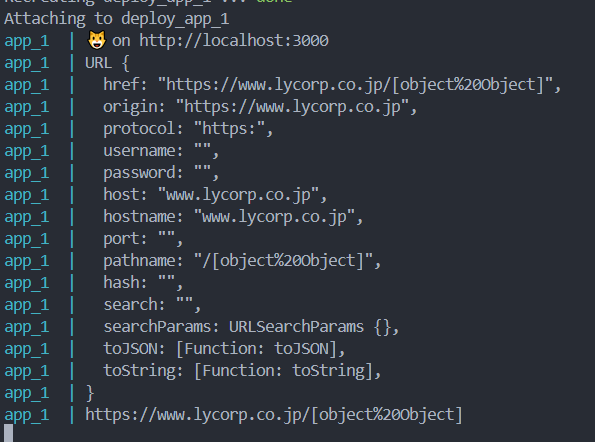 Recreating deploy_app_1 ... done
Attaching to deploy_app_1
app_1 | 😺 on http://localhost:3000
app_1 | URL {
app_1 | href: "https://www.lycorp.co.jp/[object%20Object]",
app_1 | origin: "https://www.lycorp.co.jp",
app_1 | protocol: "https:",
app_1 | username: "",
app_1 | password: "",
app_1 | host: "www.lycorp.co.jp",
app_1 | hostname: "www.lycorp.co.jp",
app_1 | port: "",
app_1 | pathname: "/[object%20Object]",
app_1 | hash: "",
app_1 | search: "",
app_1 | searchParams: URLSearchParams {},
app_1 | toJSON: [Function: toJSON],
app_1 | toString: [Function: toString],
app_1 | }
app_1 | https://www.lycorp.co.jp/[object%20Object]